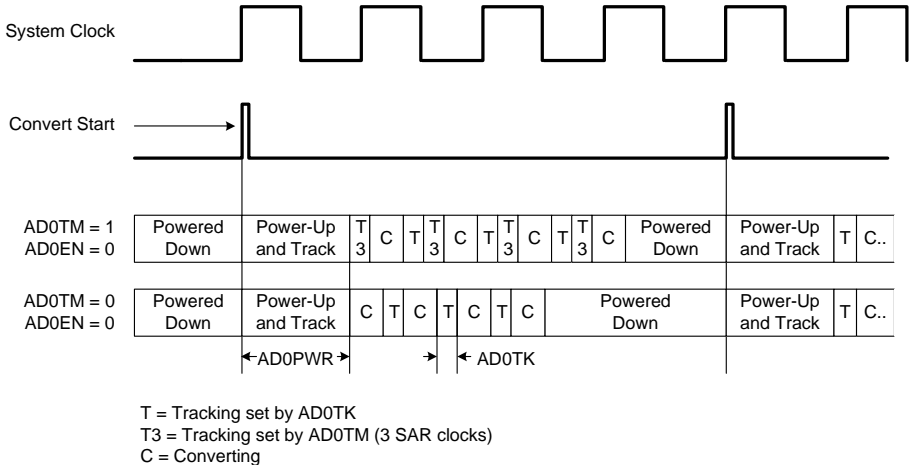 System Clock
Convert Start
AD0TM = 1
AD0EN = 0
Powered
Down
Power-Up
and Track
T
3
C
T
T
3
C
T
T
3
C
T
T
3
C
Powered
Down
Power-Up
and Track
T
C..
AD0TM = 0
AD0EN = 0
Powered
Down
Power-Up
and Track
C
T
C
T
C
T
C
Powered
Down
Power-Up
and Track
T
C..
AD0PWR
AD0TK
T = Tracking set by AD0TK
T3 = Tracking set by AD0TM (3 SAR clocks)
C = Converting